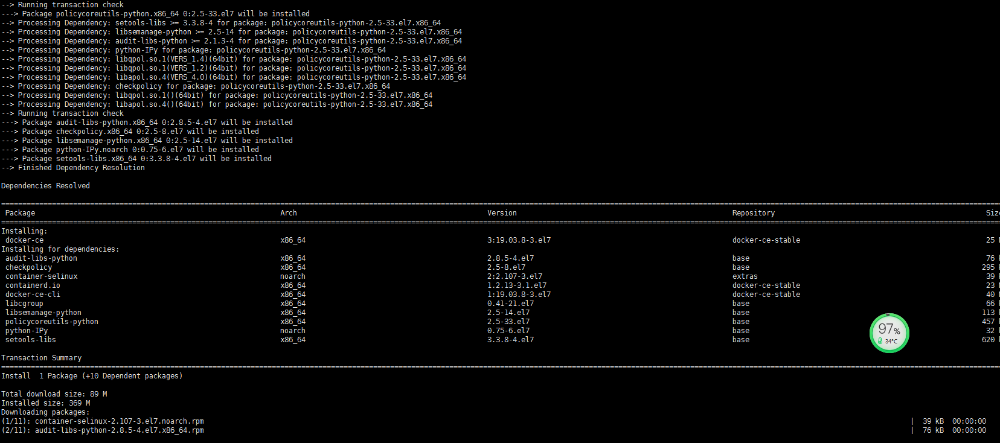 --> Running transaction check
---> Package policycoreutils-python.x86_64 0:2.5-33.el7 will be installed
--> Processing Dependency: setools-libs >= 3.3.8-4 for package: policycoreutils-python-2.5-33.el7.x86_64
--> Processing Dependency: libsemanage-python >= 2.5-14 for package: policycoreutils-python-2.5-33.el7.x86_64
--> Processing Dependency: audit-libs-python >= 2.1.3-4 for package: policycoreutils-python-2.5-33.el7.x86_64
--> Processing Dependency: python-IPy for package: policycoreutils-python-2.5-33.el7.x86_64
--> Processing Dependency: libqpol.so.1(VERS_1.4)(64bit) for package: policycoreutils-python-2.5-33.el7.x86_64
--> Processing Dependency: libqpol.so.1(VERS_1.2)(64bit) for package: policycoreutils-python-2.5-33.el7.x86_64
--> Processing Dependency: libapol.so.4(VERS_4.0)(64bit) for package: policycoreutils-python-2.5-33.el7.x86_64
--> Processing Dependency: checkpolicy for package: policycoreutils-python-2.5-33.el7.x86_64
--> Processing Dependency: libqpol.so.1()(64bit) for package: policycoreutils-python-2.5-33.el7.x86_64
--> Processing Dependency: libapol.so.4()(64bit) for package: policycoreutils-python-2.5-33.el7.x86_64
--> Running transaction check
---> Package audit-libs-python.x86_64 0:2.8.5-4.el7 will be installed
---> Package checkpolicy.x86_64 0:2.5-8.el7 will be installed
---> Package libsemanage-python.x86_64 0:2.5-14.el7 will be installed
---> Package python-IPy.noarch 0:0.75-6.el7 will be installed
---> Package setools-libs.x86_64 0:3.3.8-4.el7 will be installed
--> Finished Dependency Resolution
Dependencies Resolved
Package Arch Version Repository Size
Installing:
docker-ce x86_64 3:19.03.8-3.el7 docker-ce-stable 25
Installing for dependencies:
audit-libs-python x86_64 2.8.5-4.el7 base 76
checkpolicy x86_64 2.5-8.el7 base 295
container-selinux noarch 2:2.107-3.el7 extras 39
containerd.io x86_64 1.2.13-3.1.el7 docker-ce-stable 23
docker-ce-cli x86_64 1:19.03.8-3.el7 docker-ce-stable 40
libcgroup x86_64 0.41-21.el7 base 66
libsemanage-python x86_64 2.5-14.el7 base 113
policycoreutils-python x86_64 2.5-33.el7 base 457
python-IPy noarch 0.75-6.el7 base 32
setools-libs x86_64 3.3.8-4.el7 base 620
97%
34°C
Transaction Summary
Install 1 Package (+10 Dependent packages)
Total download size: 89 M
Installed size: 369 M
Downloading packages:
(1/11): container-selinux-2.107-3.el7.noarch.rpm | 39 kB 00:00:00
(2/11): audit-libs-python-2.8.5-4.el7.x86_64.rpm | 76 kB 00:00:00